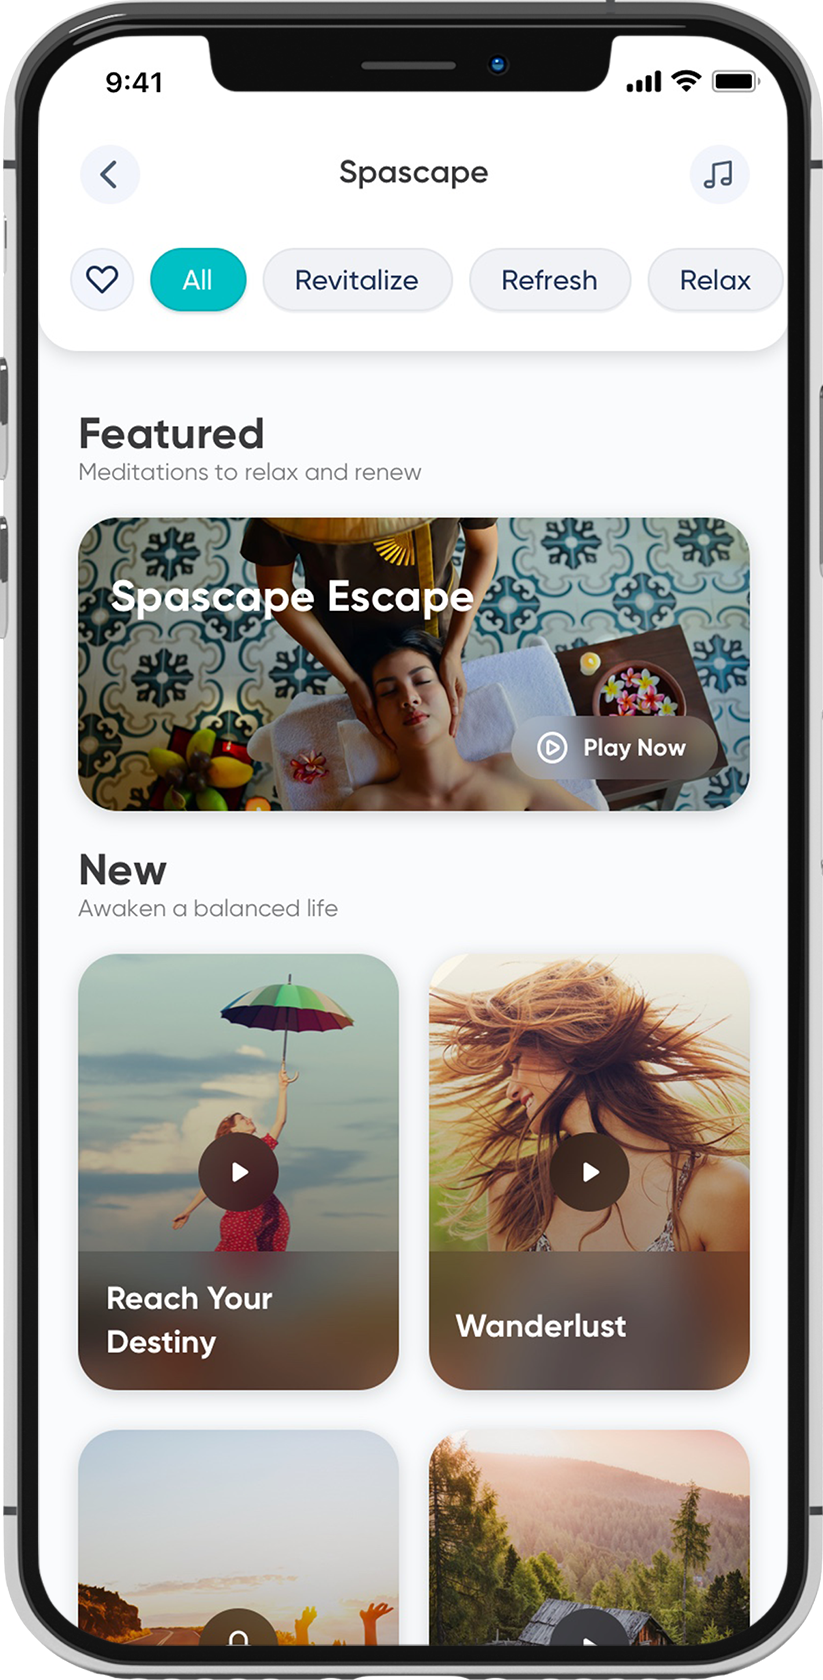 9:41
Spascape
All
Revitalize
Refresh
Relax
Featured
Meditations to relax and renew
Spascape Escape
Play Now
New
Awaken a balanced life
Reach Your
Destiny
Wanderlust